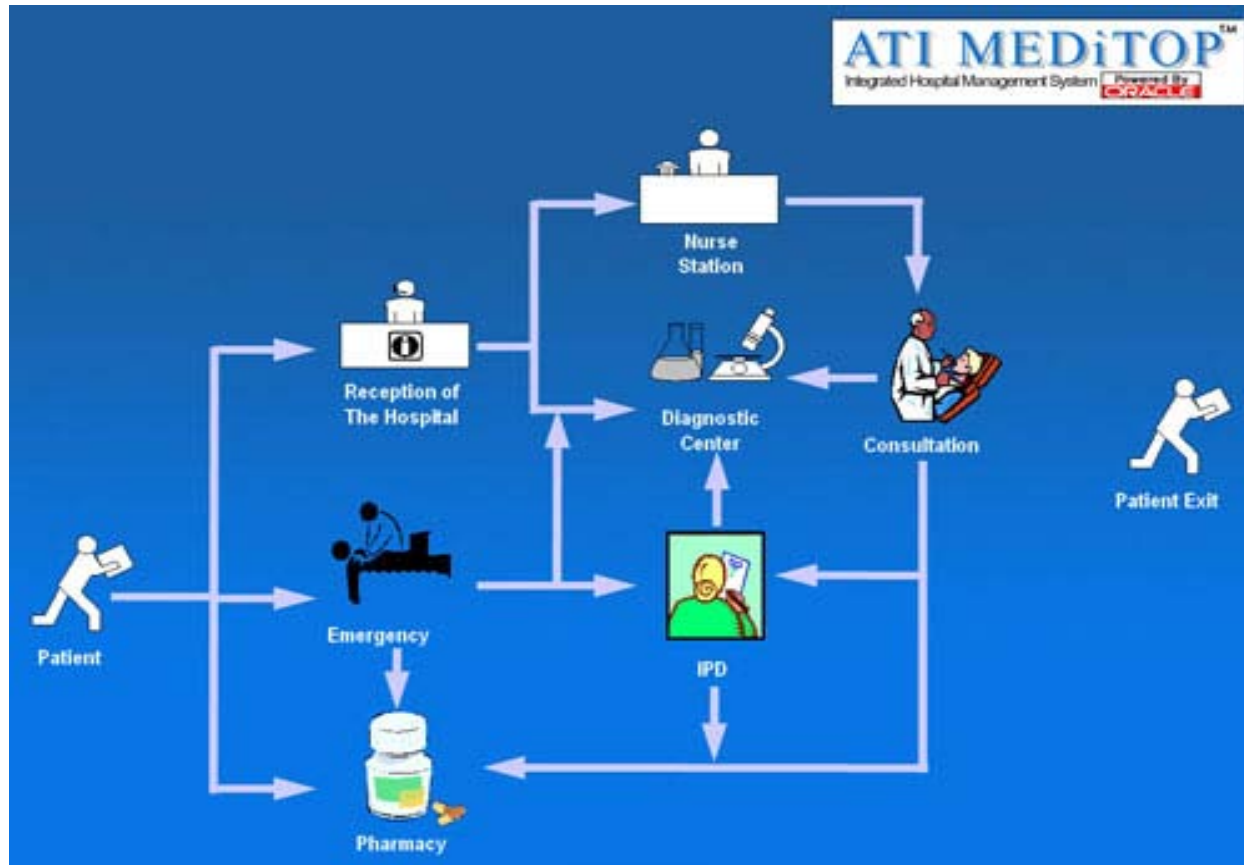 ATI MEDiTOP™
Integrated Hospital Management System Powered By
ORACLE
Nurse
Station
Reception of
The Hospital
Diagnostic
Center
Consultation
Patient Exit
Emergency
Patient
IPD
Pharmacy